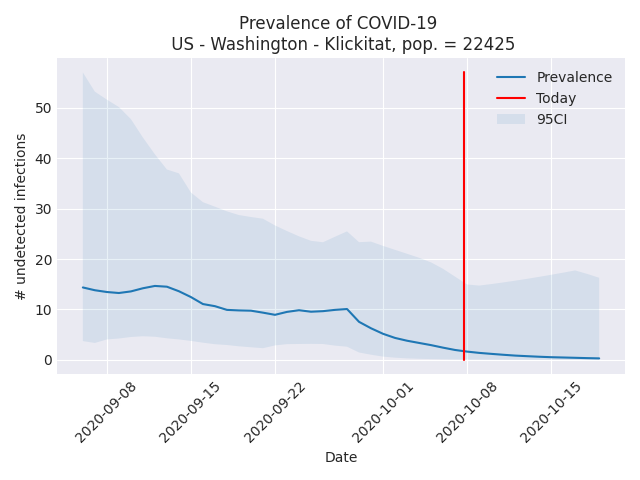 Prevalence of COVID-19
US - Washington - Klickitat, pop. = 22425
Prevalence
Today
95CI
# undetected infections
50
40
30
20
10
0
2020-09-08
2020-09-15
2020-09-22
2020-10-01
2020-10-08
2020-10-15
Date